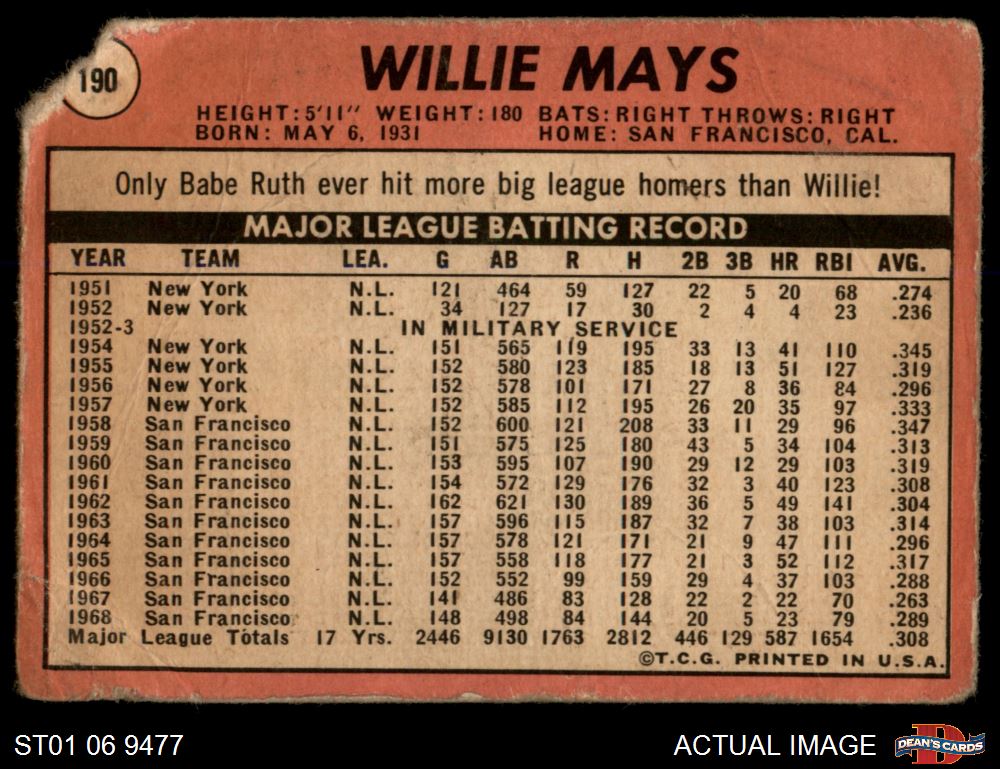 190
WILLIE MAYS
HEIGHT: 5'11" WEIGHT: 180 BATS: RIGHT THROWS: RIGHT
BORN: MAY 6, 1931 HOME: SAN FRANCISCO, CAL.
Only Babe Ruth ever hit more big league homers than Willie!
MAJOR LEAGUE BATTING RECORD
YEAR TEAM LEA. G AB R H 2B 3B HR RBI AVG.
1951 New York N.L. 121 464 59 127 22 5 20 68 .274
1952 New York N.L. 34 127 17 30 2 4 4 23 .236
1952-3 IN MILITARY SERVICE
1954 New York N.L. 151 565 119 195 33 13 41 110 .345
1955 New York N.L. 152 580 123 185 18 13 51 127 .319
1956 New York N.L. 152 578 101 171 27 8 36 84 .296
1957 New York N.L. 152 585 112 195 26 20 35 97 .333
1958 San Francisco N.L. 152 600 121 208 33 11 29 96 .347
1959 San Francisco N.L. 151 575 125 180 43 5 34 104 .313
1960 San Francisco N.L. 153 595 107 190 29 12 29 103 .319
1961 San Francisco N.L. 154 572 129 176 32 3 40 123 .308
1962 San Francisco N.L. 162 621 130 189 36 5 49 141 .304
1963 San Francisco N.L. 157 596 115 187 32 7 38 103 .314
1964 San Francisco N.L. 157 578 121 171 21 9 47 111 .296
1965 San Francisco N.L. 157 558 118 177 21 3 52 112 .317
1966 San Francisco N.L. 152 552 99 159 29 4 37 103 .288
1967 San Francisco N.L. 141 486 83 128 22 2 22 70 .263
1968 San Francisco N.L. 148 498 84 144 20 5 23 79 .289
Major League Totals 17 Yrs. 2446 9130 1763 2812 446 129 587 1654 .308
©T.C.G. PRINTED IN U.S.A.
ST01 06 9477
ACTUAL IMAGE
D
DEAN'S CARDS